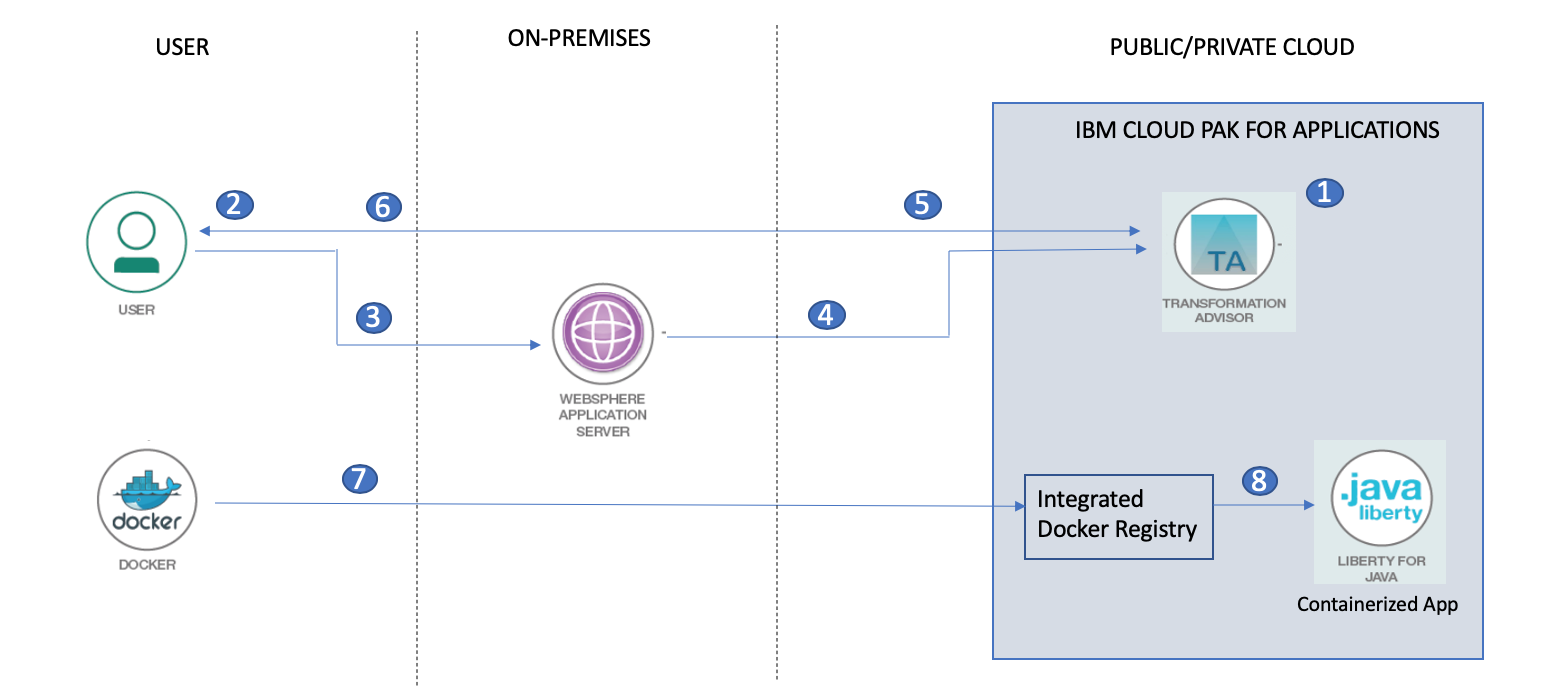 USER
ON-PREMISES
PUBLIC/PRIVATE CLOUD
IBM CLOUD PAK FOR APPLICATIONS
2
6
5
1
TA
USER
TRANSFORMATION
ADVISOR
3
4
WEBSPHERE
APPLICATION
SERVER
docker
DOCKER
7
Integrated
Docker Registry
8
.java
liberty
LIBERTY FOR
JAVA
Containerized App